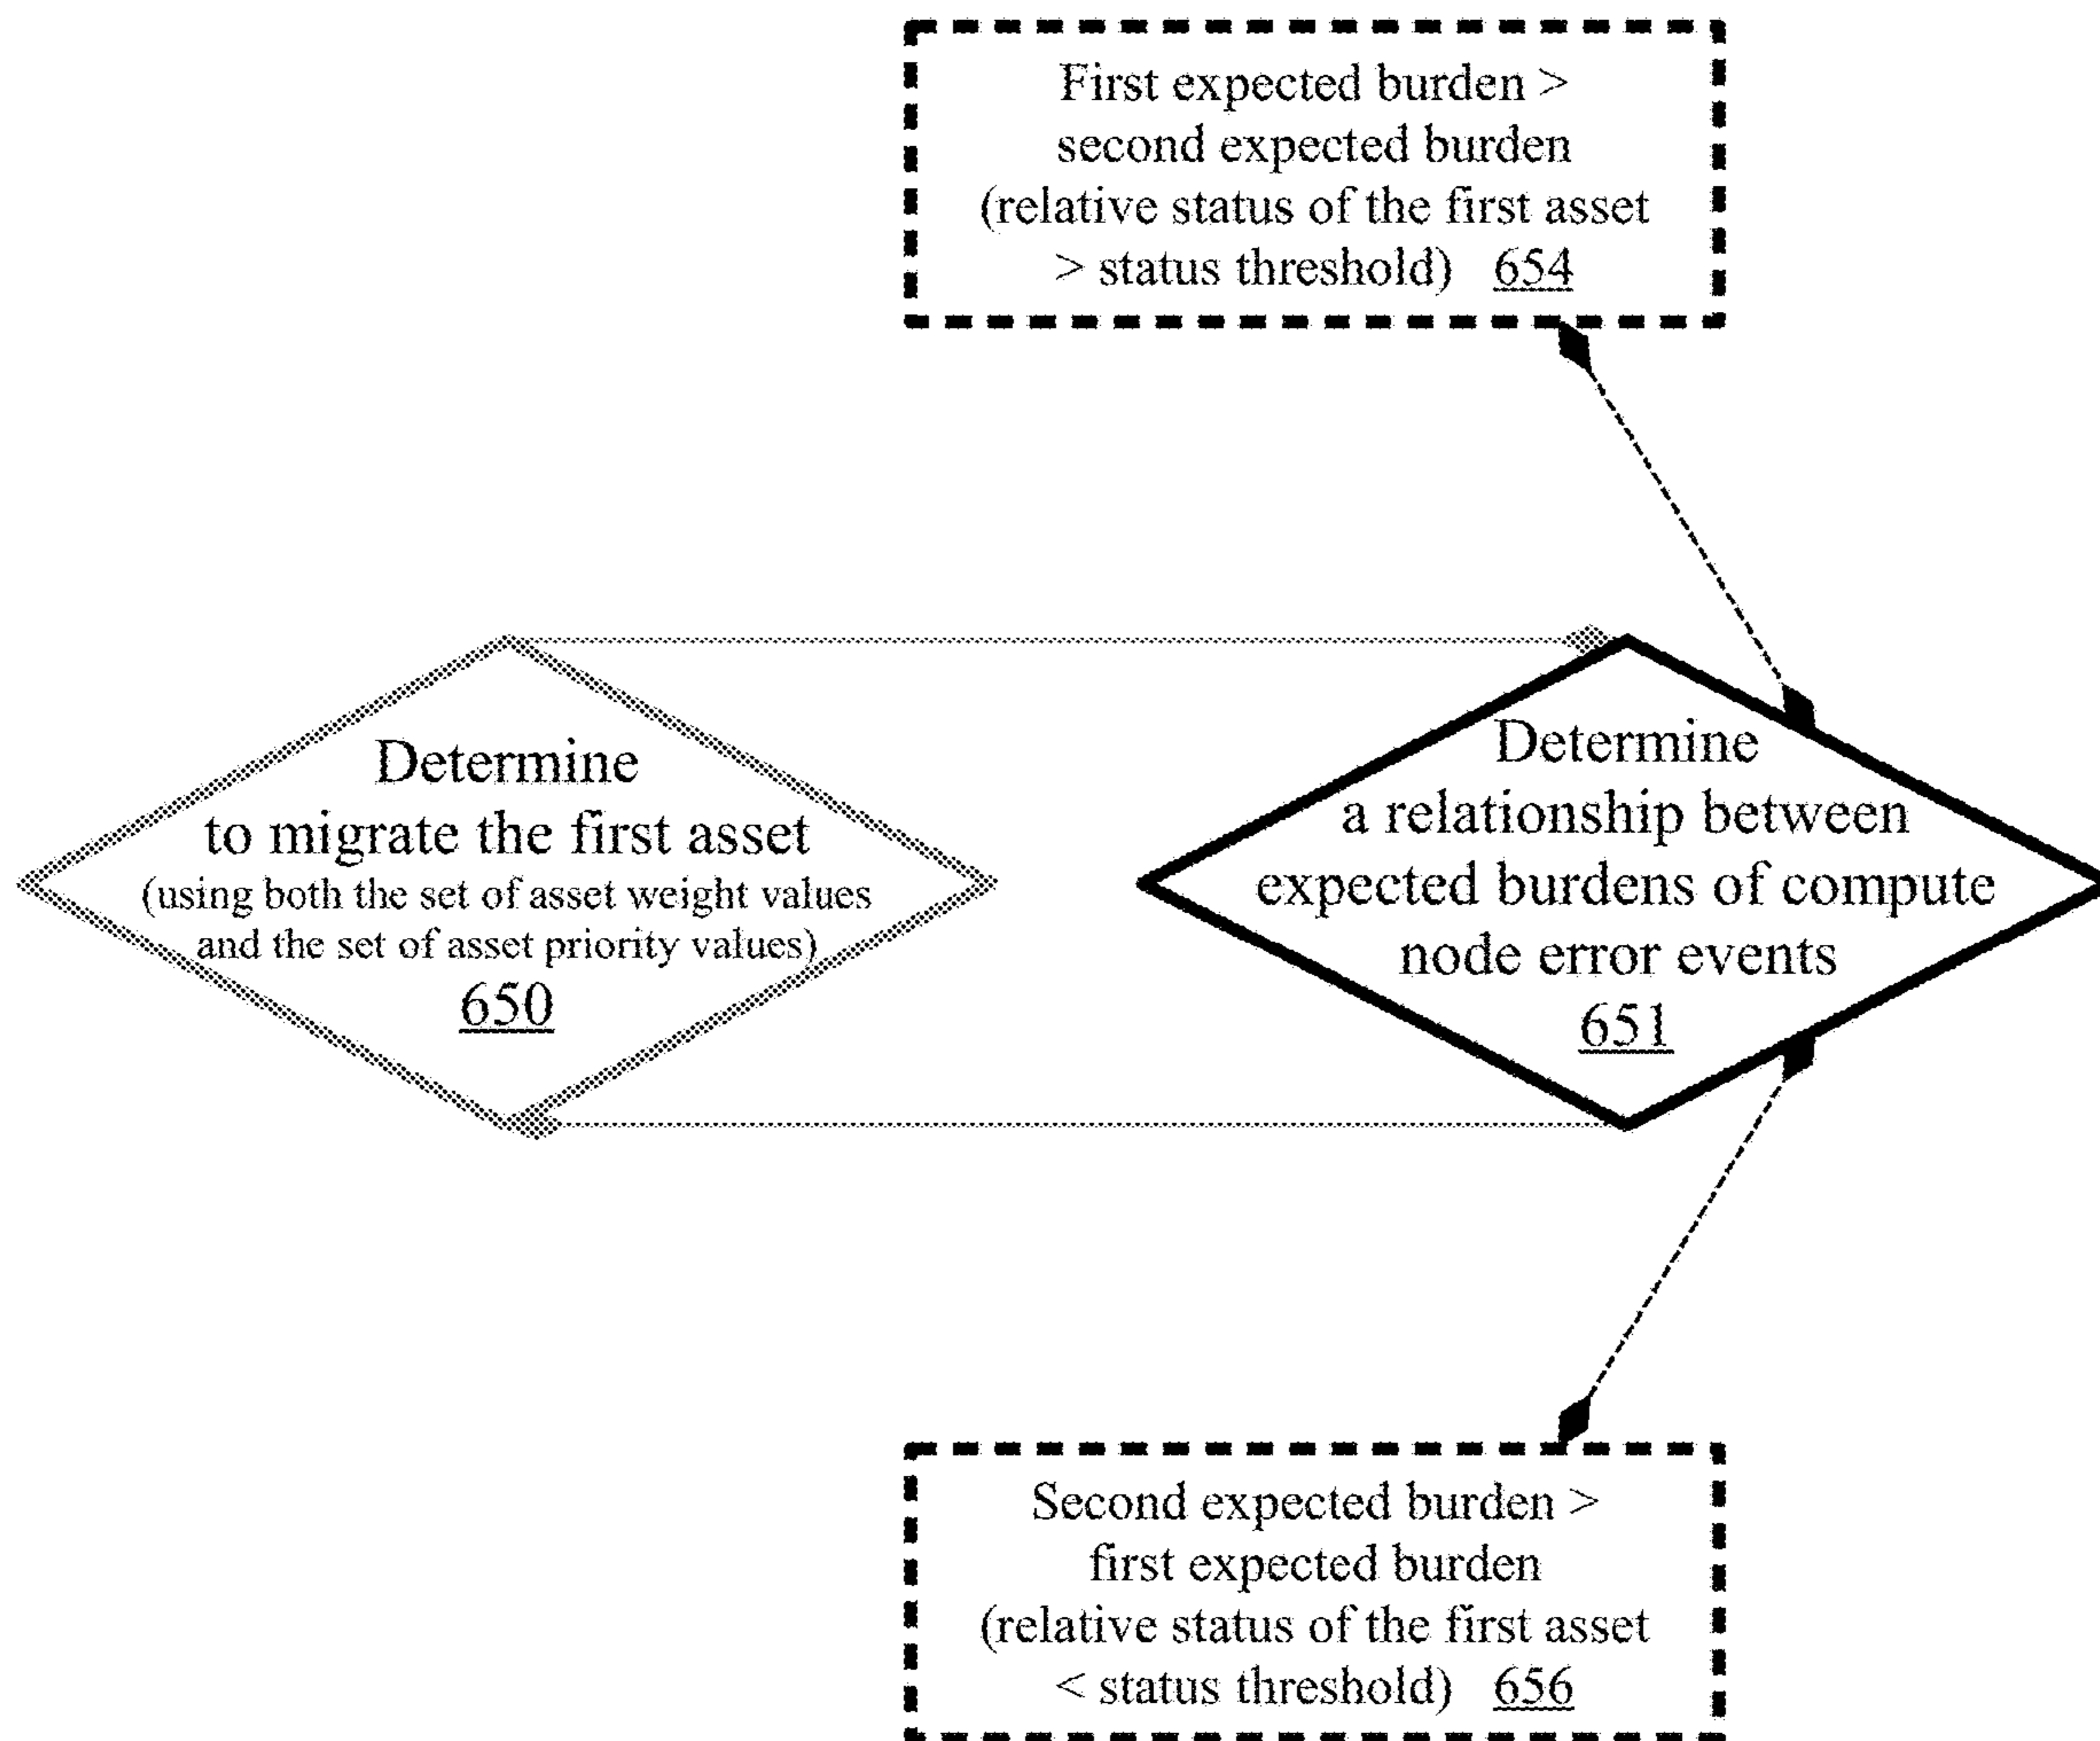 First expected burden >
second expected burden
(relative status of the first asset
> status threshold) 654
Determine
to migrate the first asset
(using both the set of asset weight values
and the set of asset priority values)
650
Determine
a relationship between
expected burdens of compute
node error events
651
Second expected burden >
first expected burden
(relative status of the first asset
< status threshold) 656